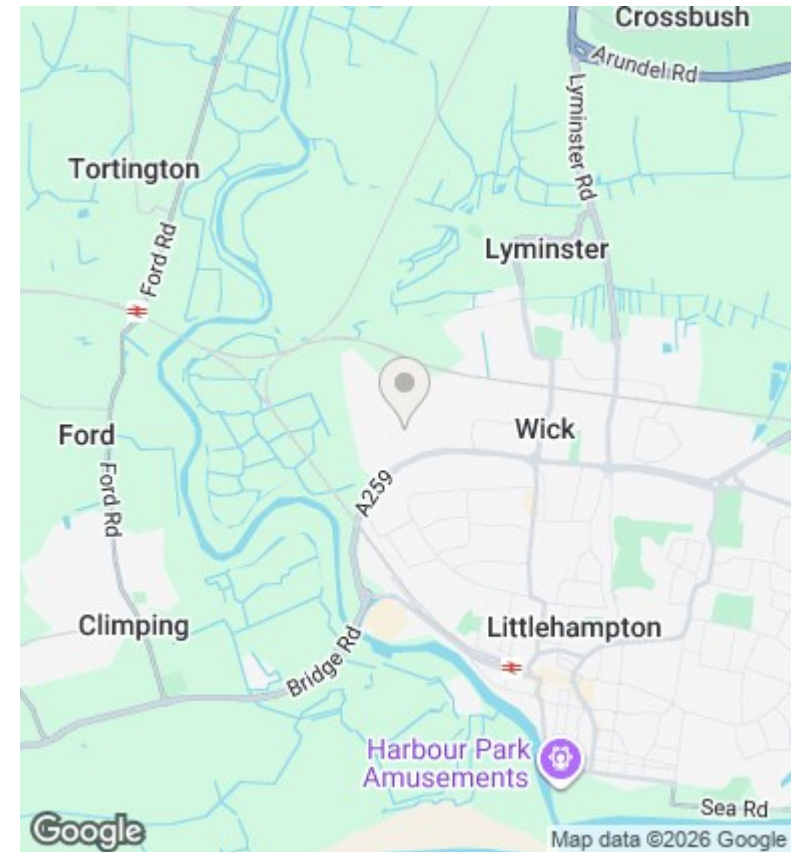 Crossbush
Arundel Rd
Lyminster Rd
Tortington
Ford Rd
Lyminster
Ford
Wick
Ford Rd
A259
Climping
Littlehampton
Bridge Rd
Harbour Park
Amusements
Sea Rd
Google
Map data ©2026 Google